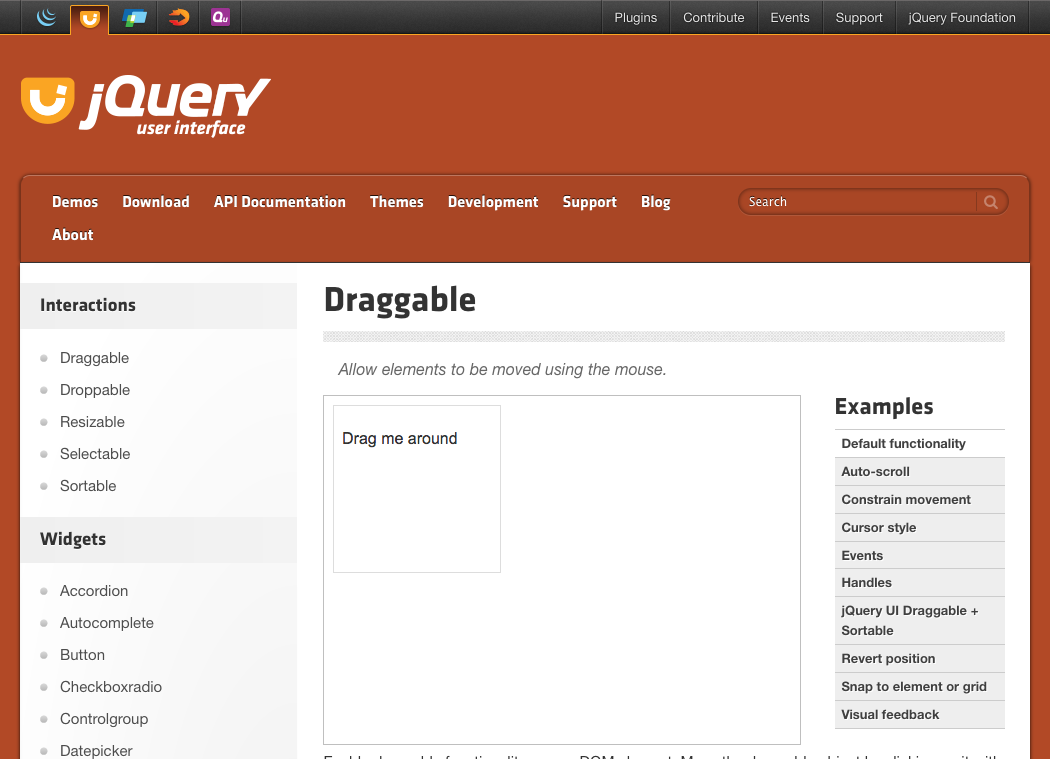 Plugins
Contribute
Events
Support
jQuery Foundation
jQuery
user interface
Demos
Download
API Documentation
Themes
Development
Support
Blog
About
Search
Interactions
Draggable
Droppable
Resizable
Selectable
Sortable
Widgets
Accordion
Autocomplete
Button
Checkboxradio
Controlgroup
Datepicker
Draggable
Allow elements to be moved using the mouse.
Drag me around
Examples
Default functionality
Auto-scroll
Constrain movement
Cursor style
Events
Handles
jQuery UI Draggable +
Sortable
Revert position
Snap to element or grid
Visual feedback